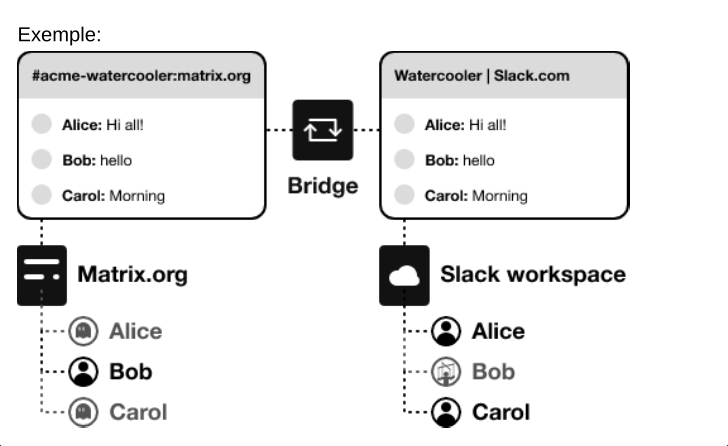 Exemple:
#acme-watercooler:matrix.org
Alice: Hi all!
Bob: hello
Carol: Morning
Bridge
Watercooler | Slack.com
Alice: Hi all!
Bob: hello
Carol: Morning
Matrix.org
Alice
Bob
Carol
Slack workspace
Alice
Bob
Carol